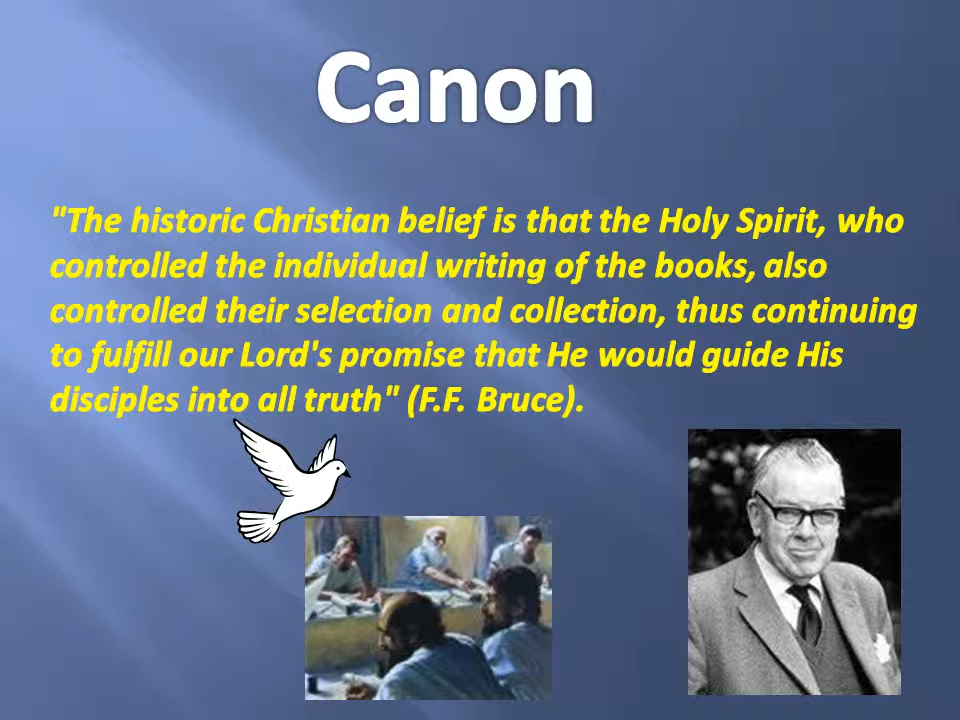 Canon
"The historic Christian belief is that the Holy Spirit, who
controlled the individual writing of the books, also
controlled their selection and collection, thus continuing
to fulfill our Lord's promise that He would guide His
disciples into all truth" (F.F. Bruce).